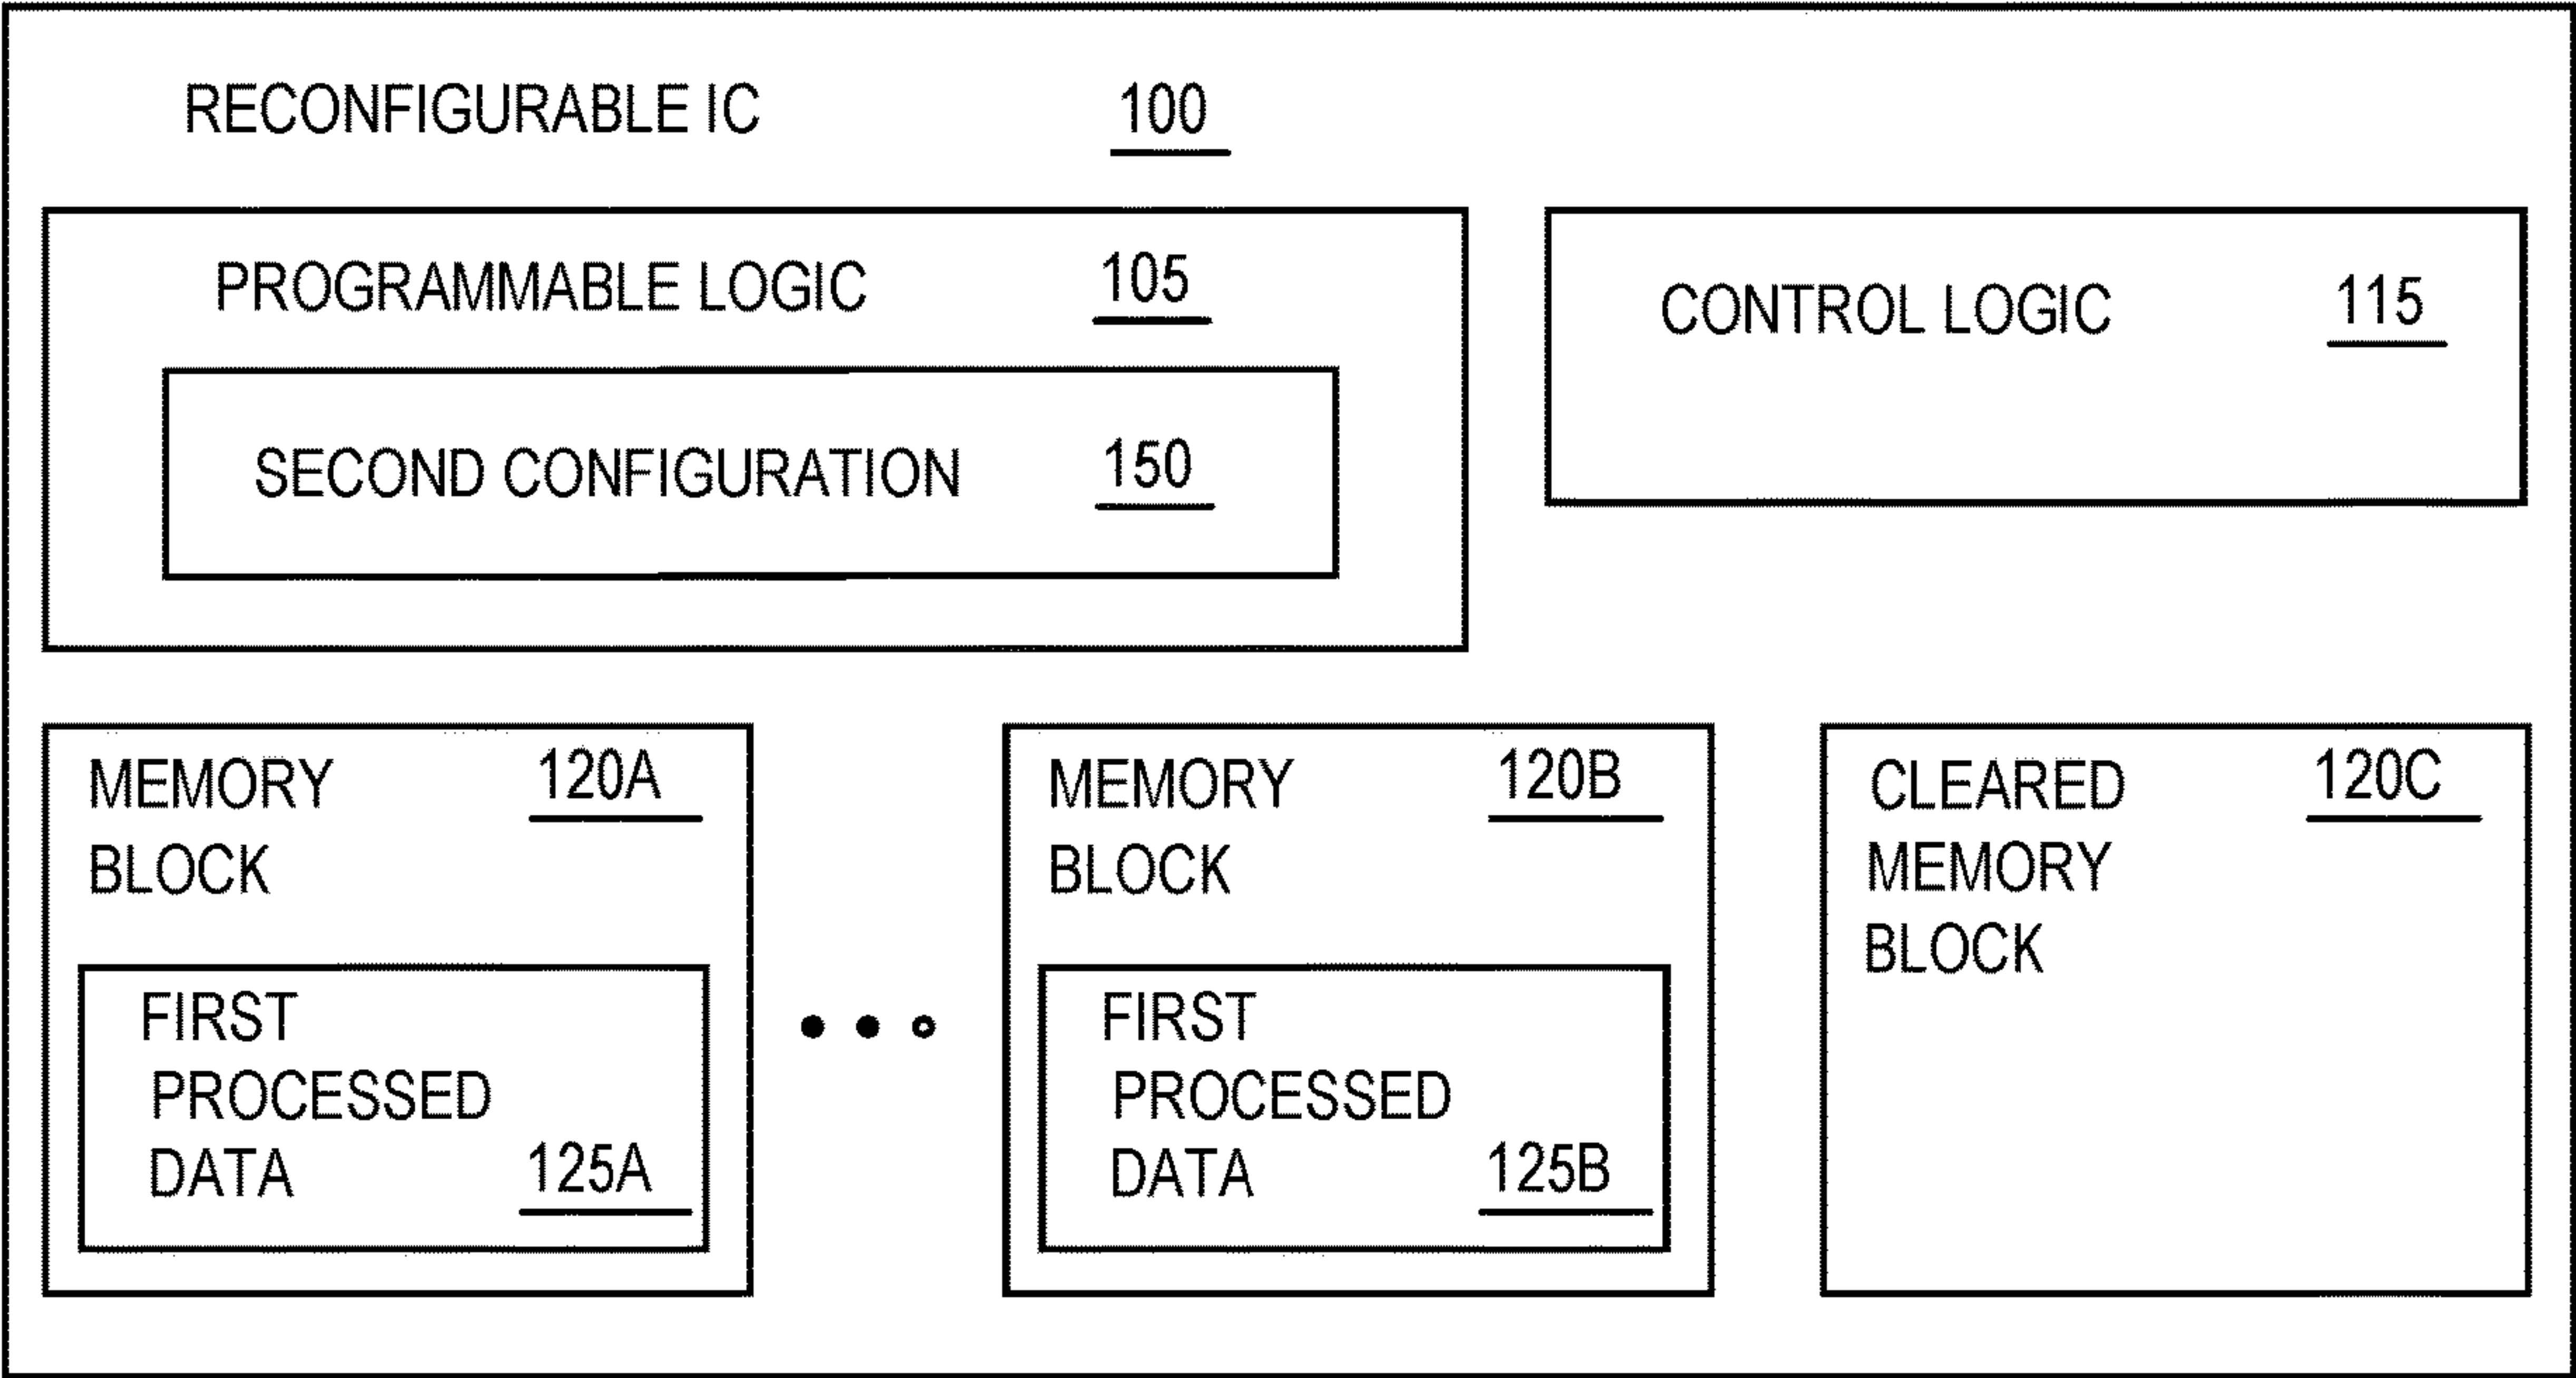 RECONFIGURABLE IC 100
PROGRAMMABLE LOGIC 105
SECOND CONFIGURATION 150
CONTROL LOGIC 115
MEMORY 120A
BLOCK
FIRST
PROCESSED
DATA 125A
MEMORY 120B
BLOCK
FIRST
PROCESSED
DATA 125B
CLEARED 120C
MEMORY
BLOCK